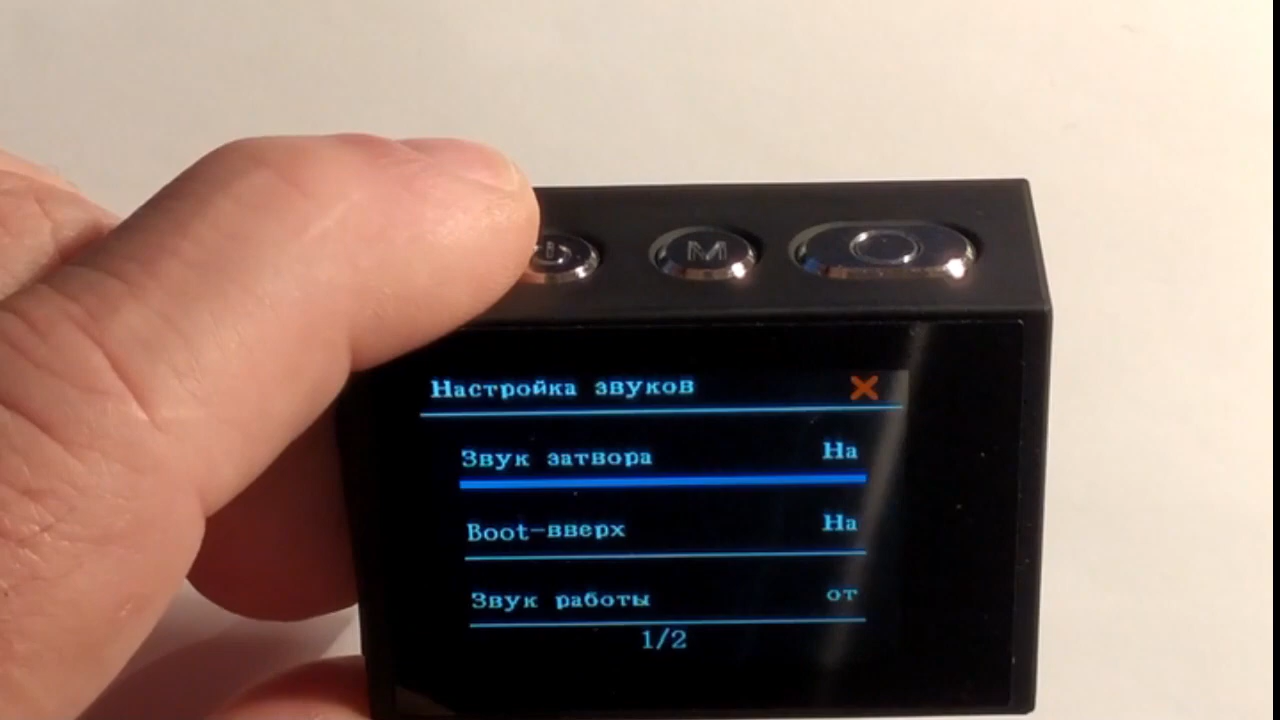 M
Настройка звуков
Звук затвора На
Boot-вверх На
Звук работы от
1/2